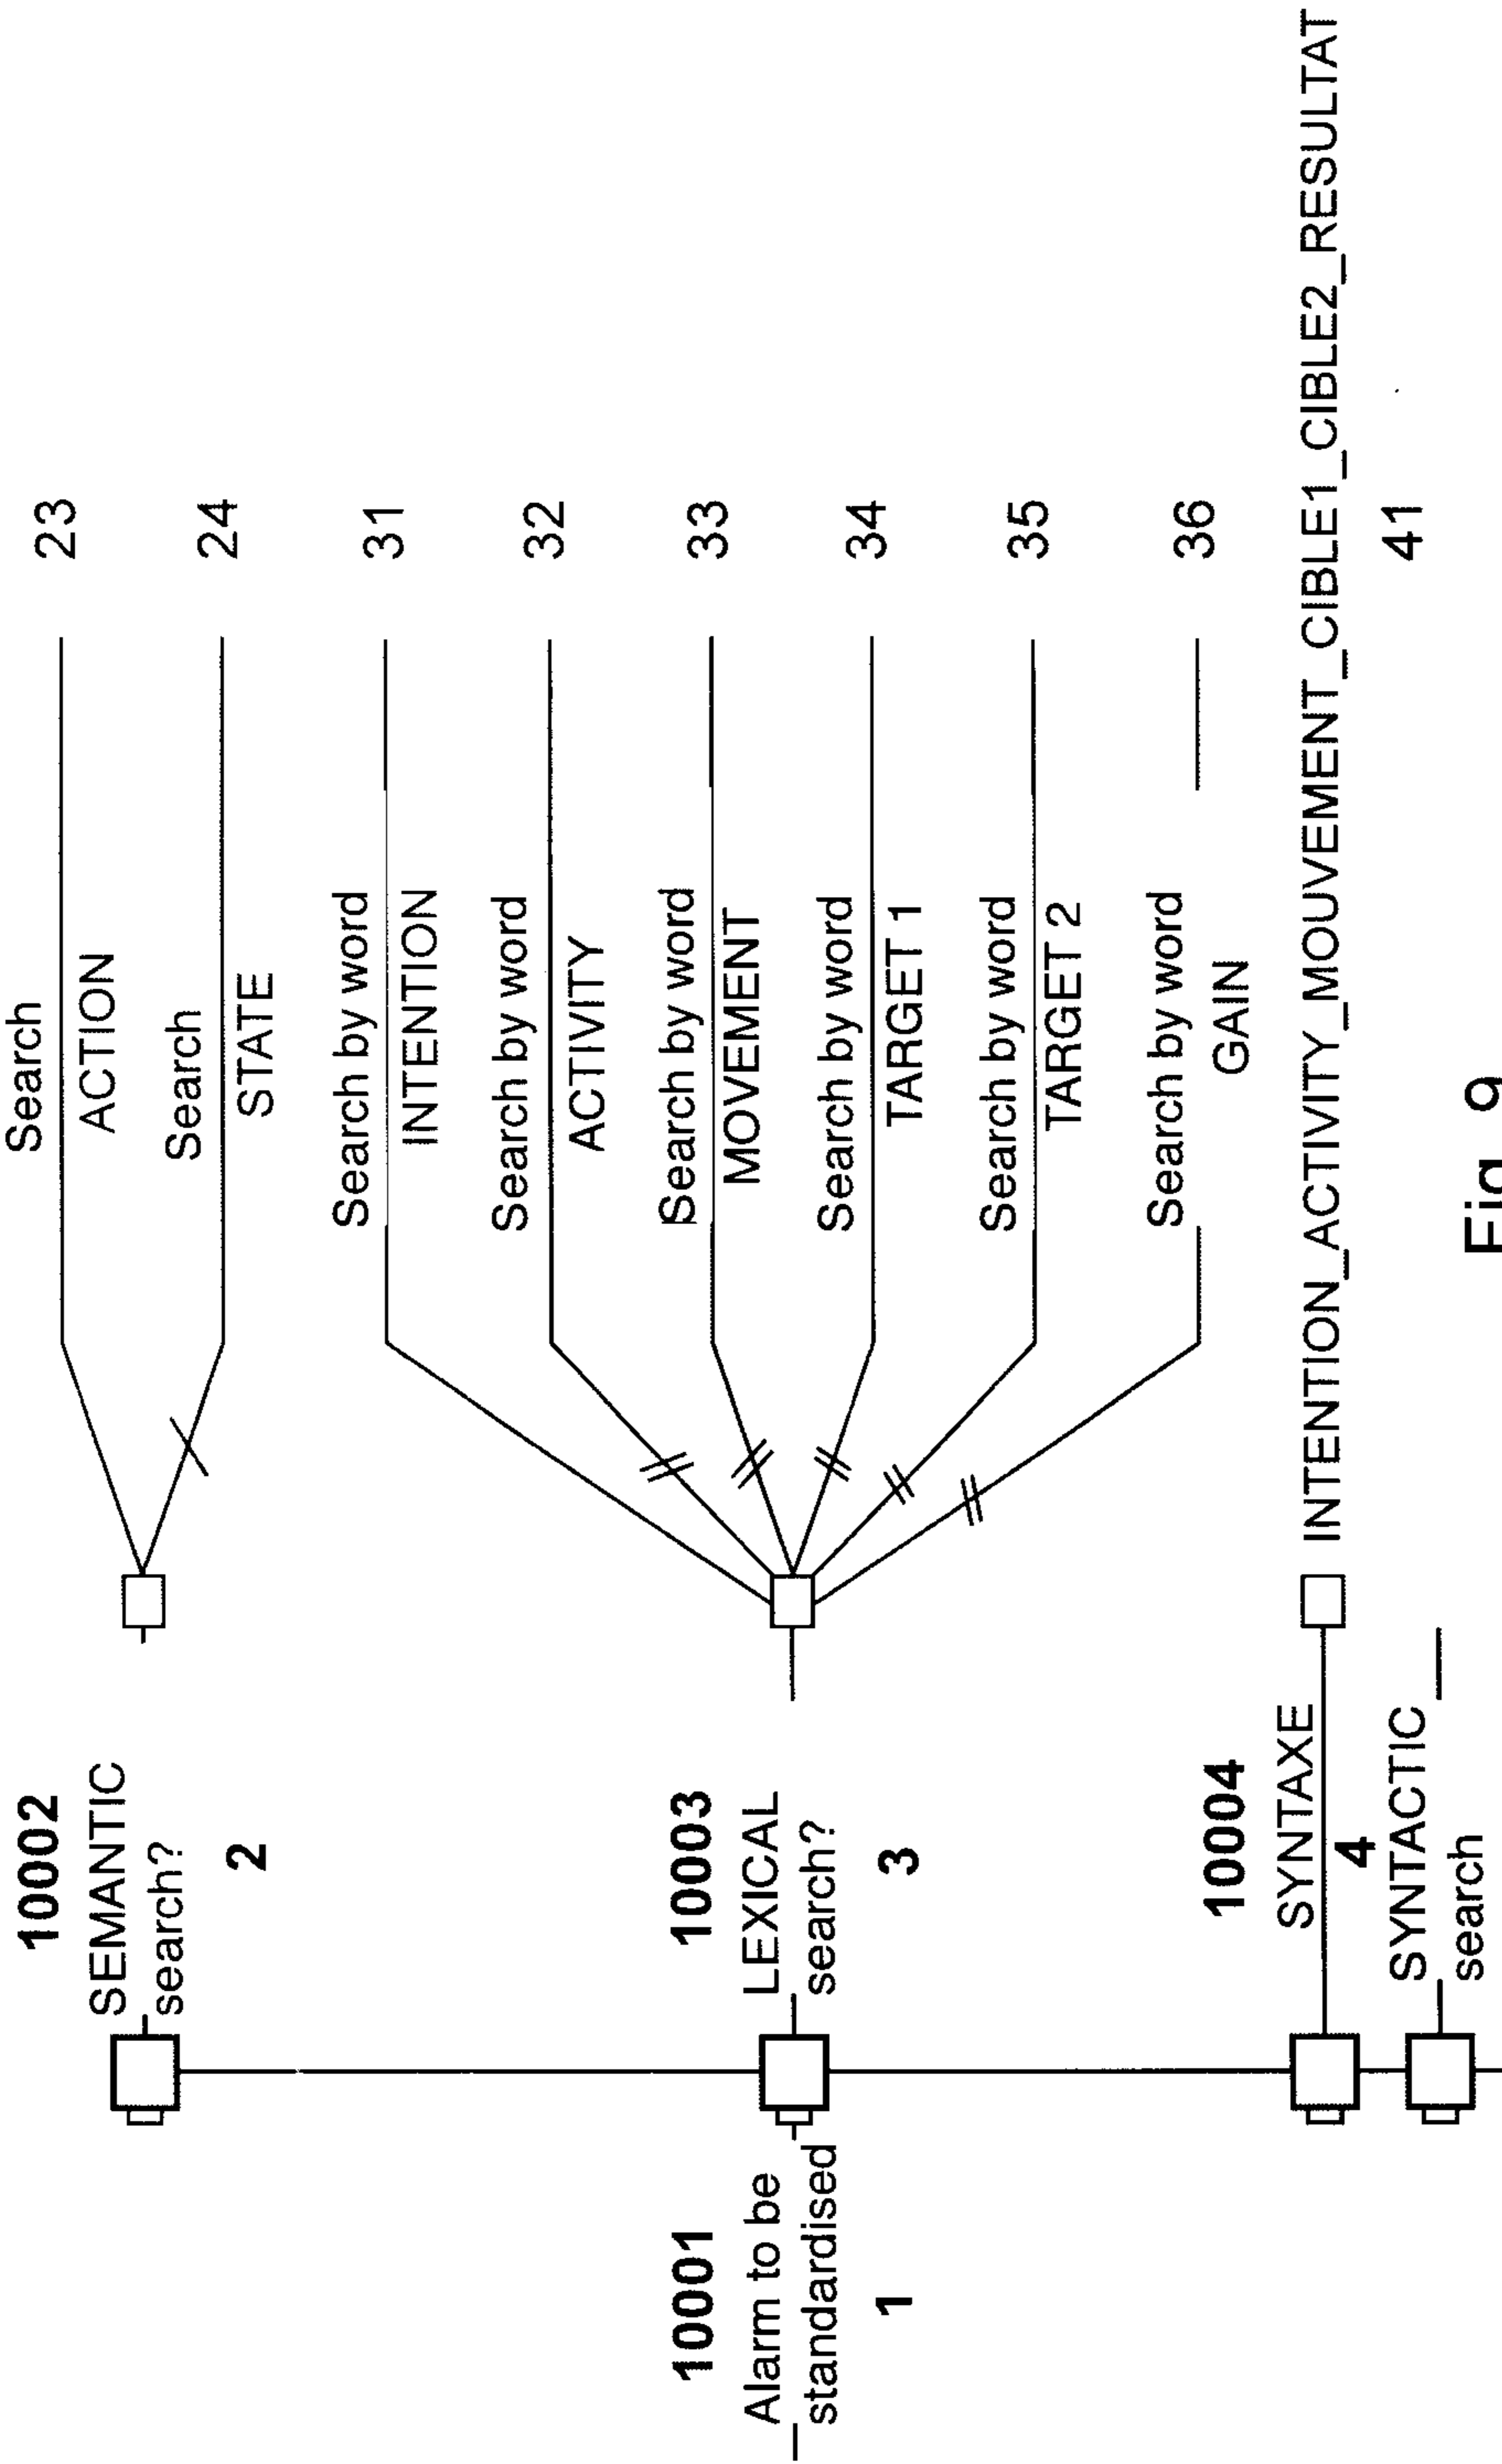 Search
ACTION
23
Search
STATE
24
10002
SEMANTIC
search?
2
Search by word
INTENTION
31
Search by word
ACTIVITY
32
Search by word
MOVEMENT
33
Search by word
TARGET 1
34
Search by word
TARGET 2
35
Search by word
GAIN
36
10001
Alarm to be
standardised
1
10003
LEXICAL
search?
3
10004
SYNTAXE
4
INTENTION_ACTIVITY_MOUVEMENT_CIBLE1_CIBLE2_RESULTAT
41
SYNTACTIC
search
Fig. 9